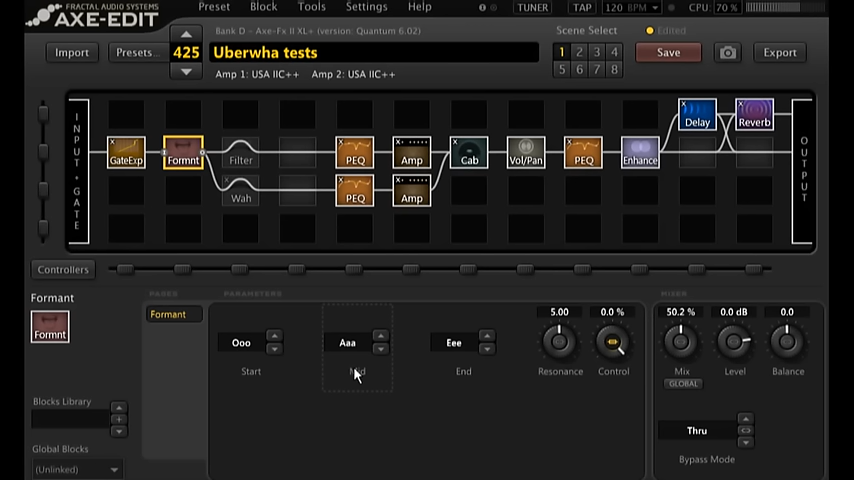 FRACTAL AUDIO SYSTEMS
AXE-EDIT
Preset Block Tools Settings Help
TUNER TAP 120 BPM CPU: 70 %
Import Presets... 425
Bank D - Axe-Fx II XL+ (version: Quantum 6.02)
Uberwha tests
Amp 1: USA IIC++ Amp 2: USA IIC++
Scene Select
Edited
1 2 3 4
5 6 7 8
Save Export
INPUT • GATE
Delay Reverb
GateExp Formnt Filter PEQ Amp Cab Vol/Pan PEQ Enhance
Wah PEQ Amp
OUTPUT
Controllers
Formant
Formnt
Blocks Library
Global Blocks
(Unlinked)
PAGES
Formant
PARAMETERS
Ooo Aaa Eee
Start Mid End
5.00 0.0 %
Resonance Control
MIXER
50.2 % 0.0 dB 0.0
Mix Level Balance
GLOBAL
Thru
Bypass Mode